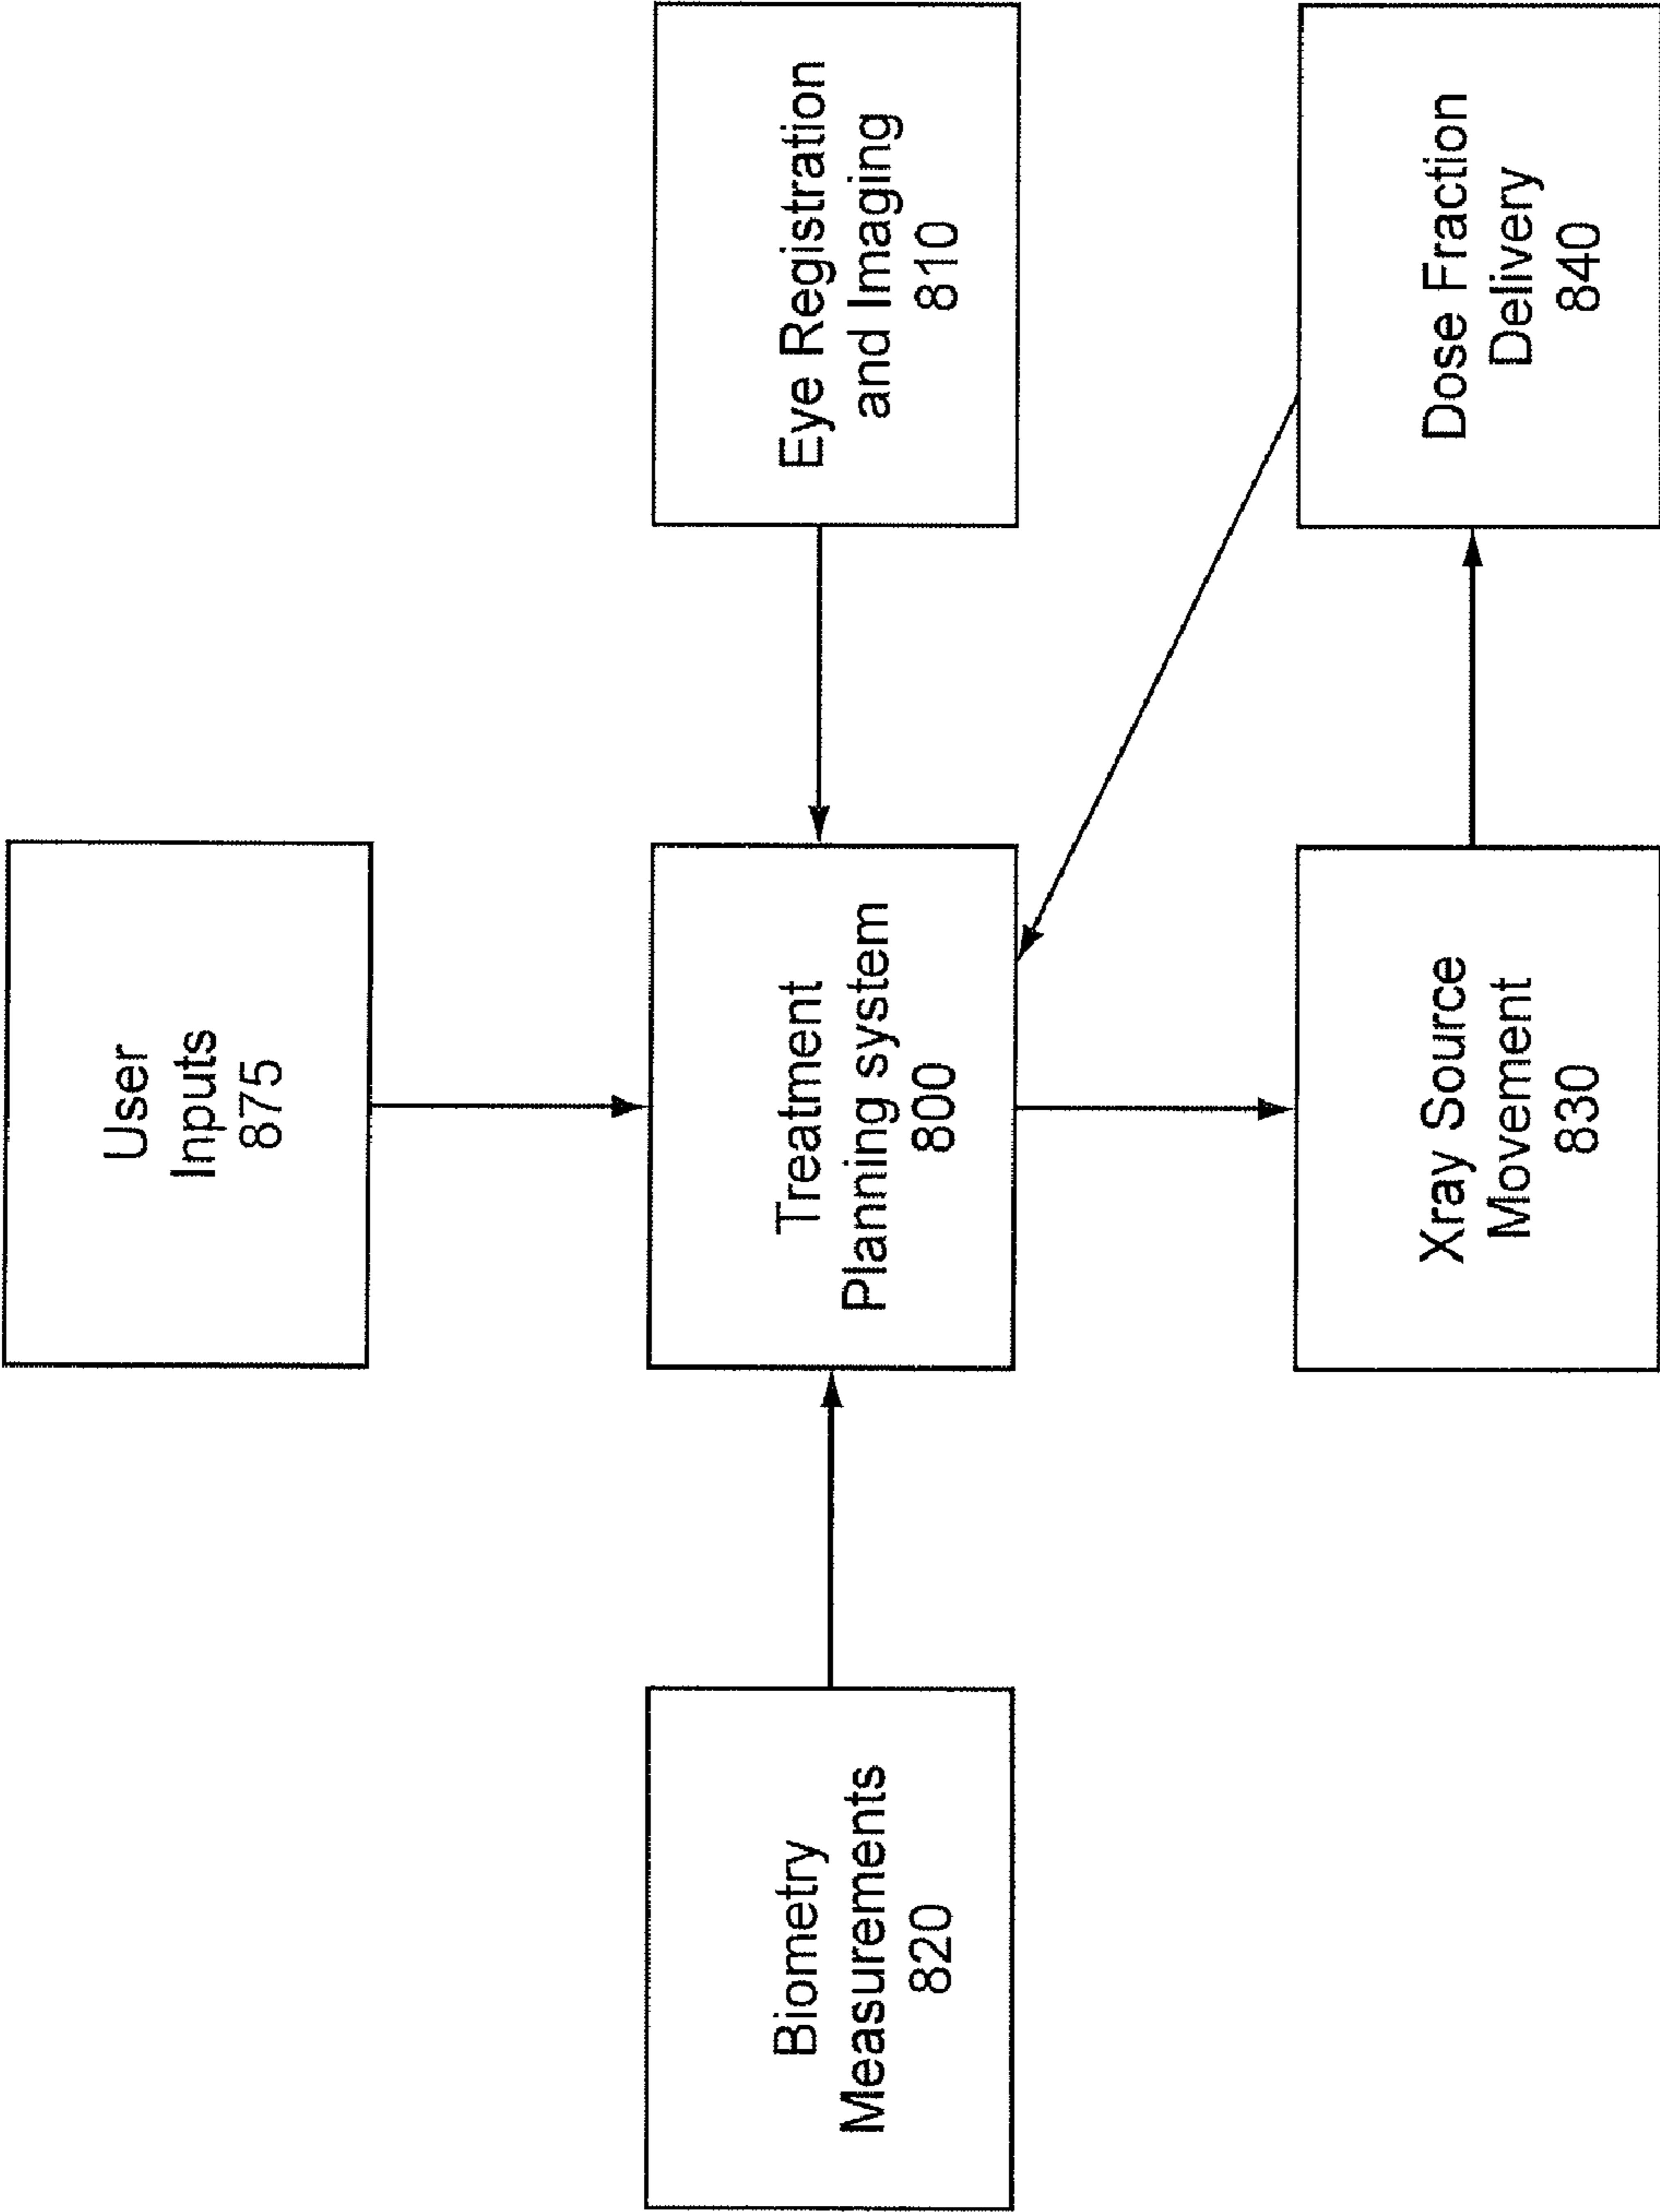 User
Inputs
875
Biometry
Measurements
820
Treatment
Planning system
800
Eye Registration
and Imaging
810
Xray Source
Movement
830
Dose Fraction
Delivery
840